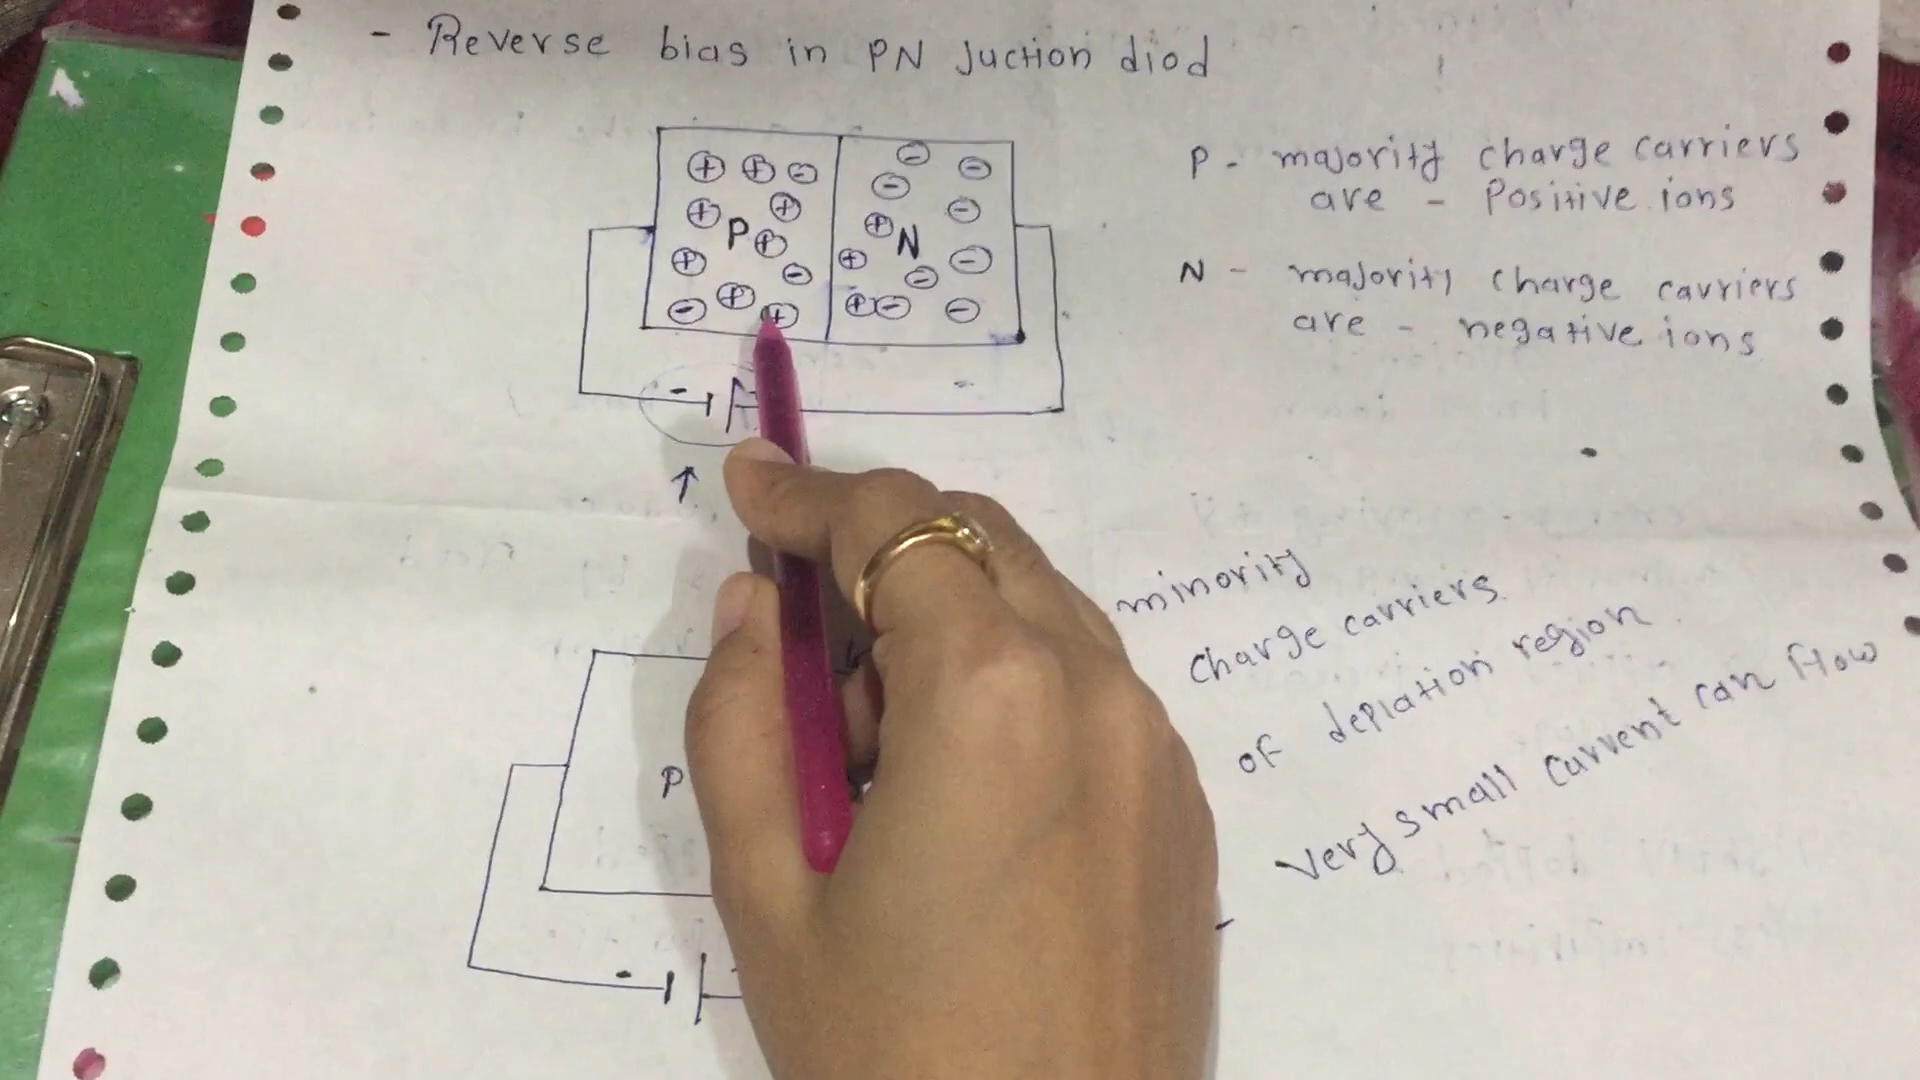 - Reverse bias in PN Juction diod
P - majority charge carriers
are - Positive ions
N - majority charge carriers
are - negative ions
P
N
-
minority
charge carriers
of deplation region
- very small current can flow
P
-